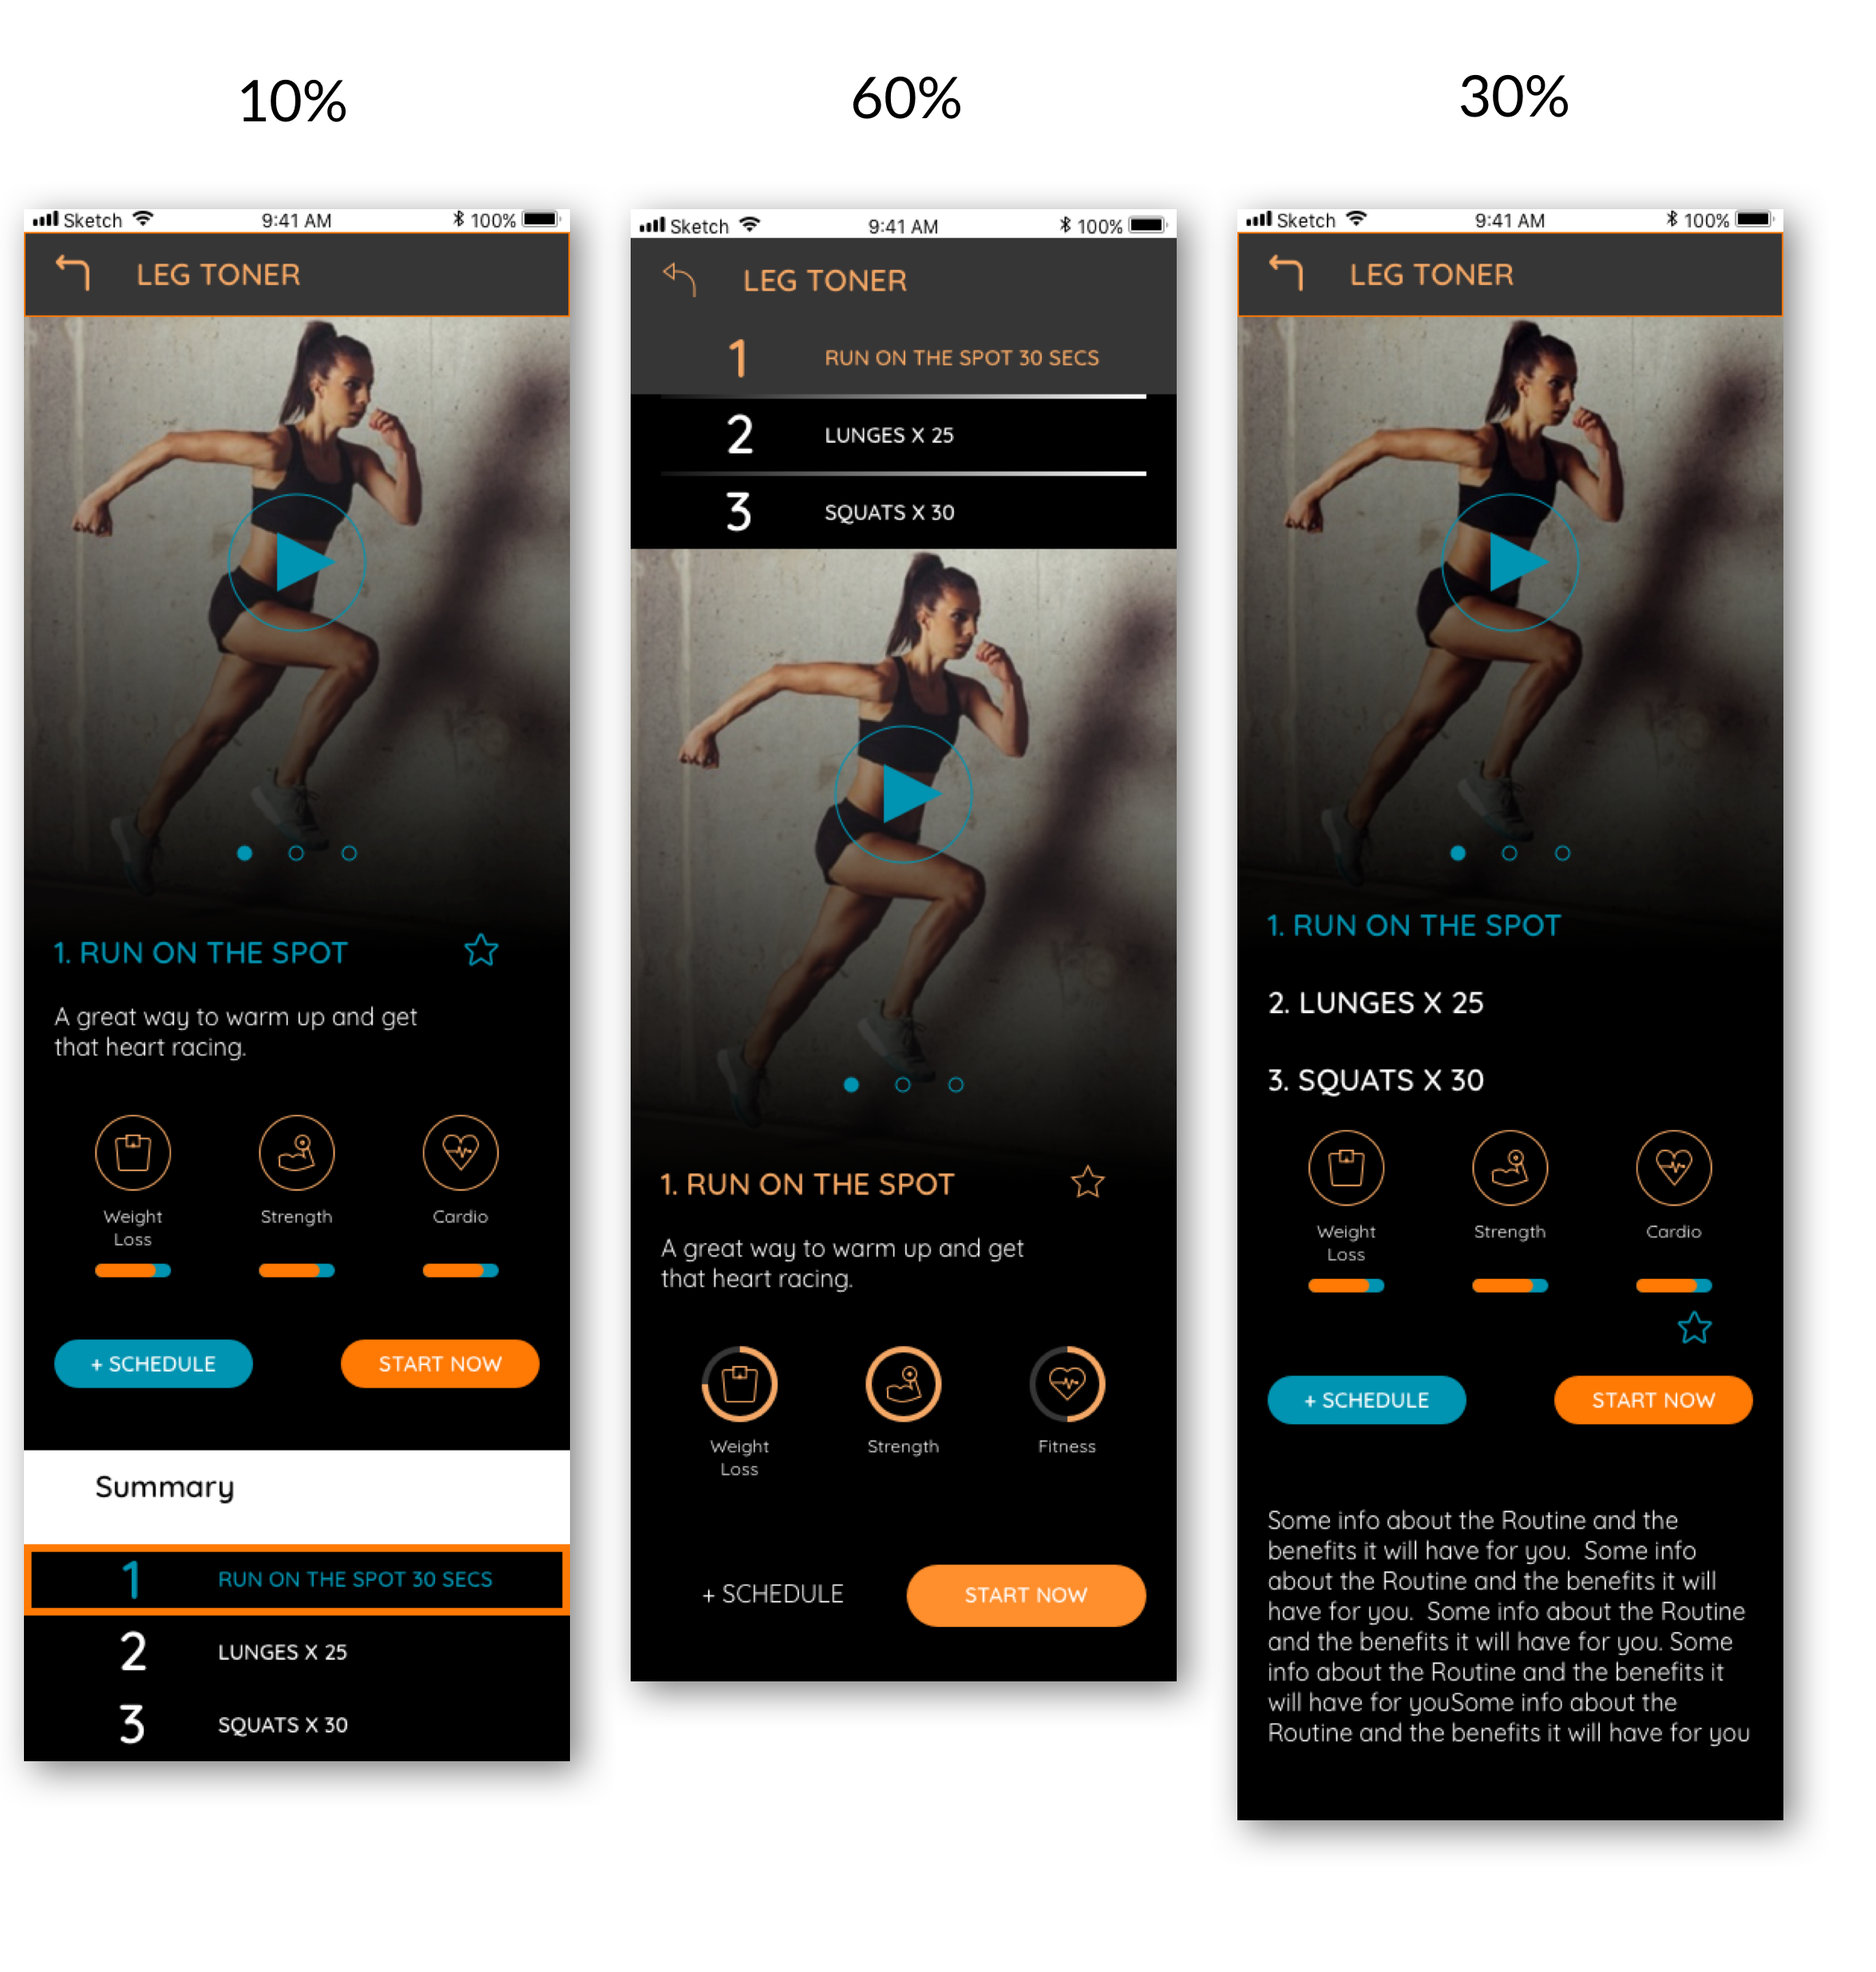 10%
Sketch 9:41 AM 100%
LEG TONER
1. RUN ON THE SPOT
A great way to warm up and get
that heart racing.
Weight
Loss
Strength
Cardio
+ SCHEDULE
START NOW
Summary
1 RUN ON THE SPOT 30 SECS
2 LUNGES X 25
3 SQUATS X 30
60%
Sketch 9:41 AM 100%
LEG TONER
1 RUN ON THE SPOT 30 SECS
2 LUNGES X 25
3 SQUATS X 30
1. RUN ON THE SPOT
A great way to warm up and get
that heart racing.
Weight
Loss
Strength
Fitness
+ SCHEDULE
START NOW
30%
Sketch 9:41 AM 100%
LEG TONER
1. RUN ON THE SPOT
2. LUNGES X 25
3. SQUATS X 30
Weight
Loss
Strength
Cardio
+ SCHEDULE
START NOW
Some info about the Routine and the
benefits it will have for you.  Some info
about the Routine and the benefits it will
have for you.  Some info about the Routine
and the benefits it will have for you. Some
info about the Routine and the benefits it
will have for youSome info about the
Routine and the benefits it will have for you